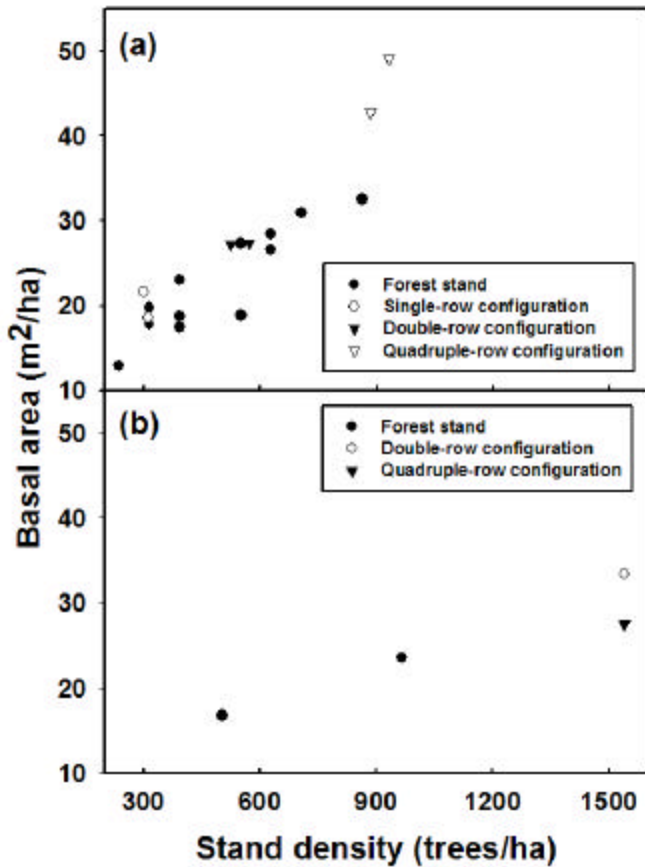 (a)
50
40
30
20
10
Forest stand
Single-row configuration
Double-row configuration
Quadruple-row configuration
Basal area (m²/ha)
(b)
50
40
30
20
10
Forest stand
Double-row configuration
Quadruple-row configuration
300 600 900 1200 1500
Stand density (trees/ha)